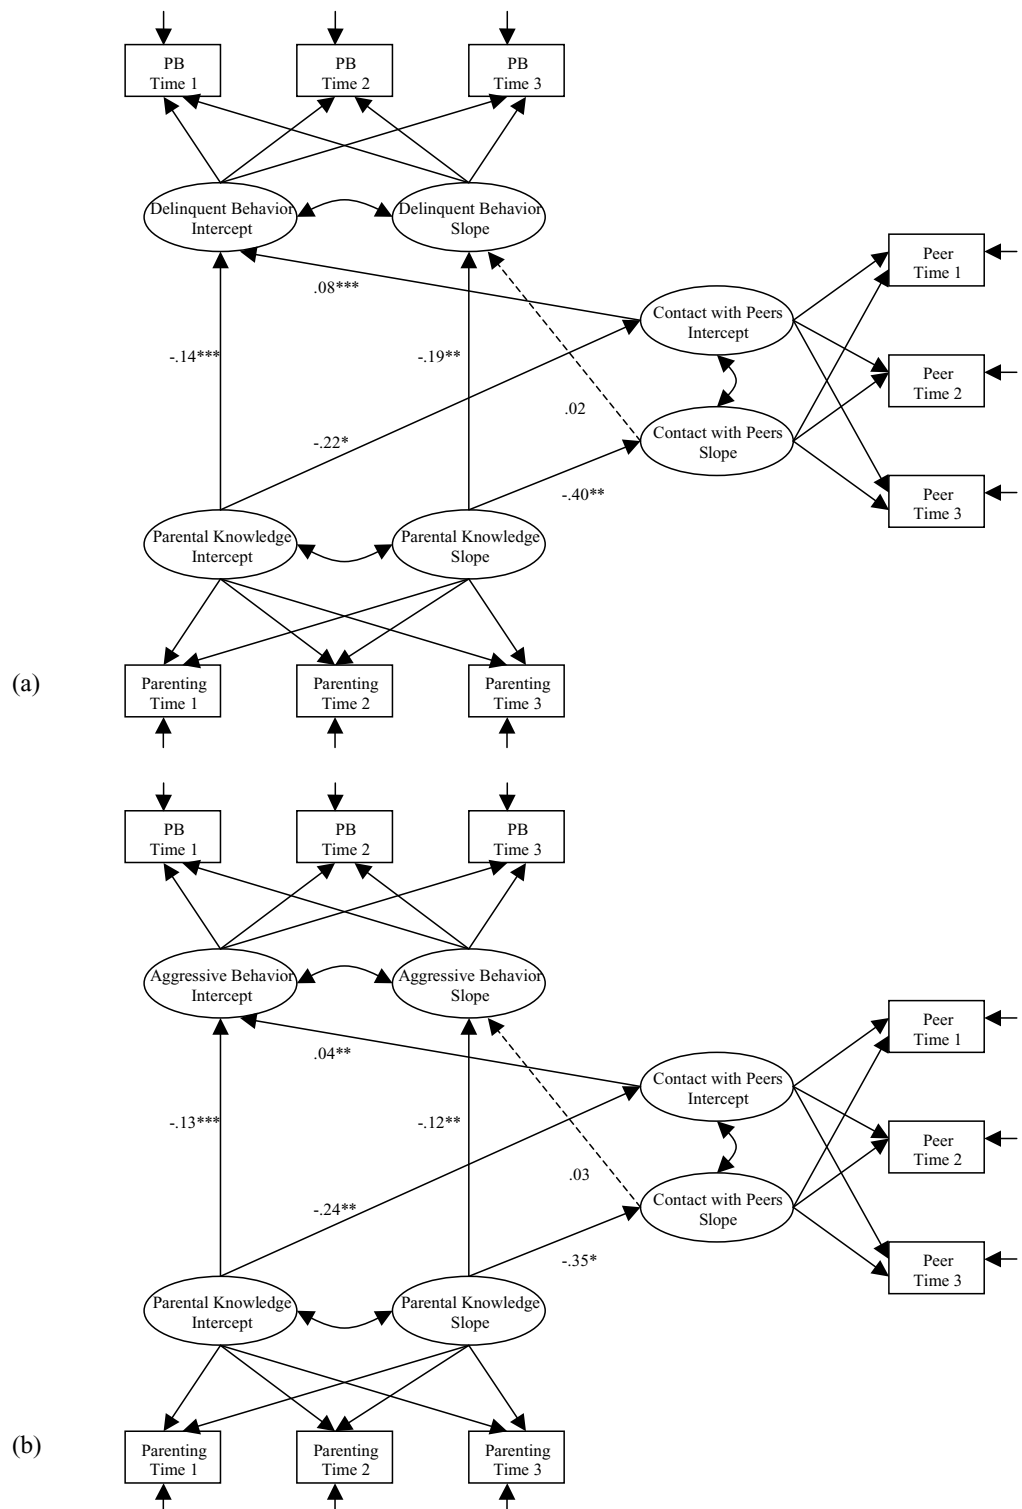 PB
Time 1
PB
Time 2
PB
Time 3
Delinquent Behavior
Intercept
Delinquent Behavior
Slope
Peer
Time 1
.08***
Contact with Peers
Intercept
-.14***
-.19**
Peer
Time 2
.02
-.22*
Contact with Peers
Slope
-.40**
Peer
Time 3
Parental Knowledge
Intercept
Parental Knowledge
Slope
(a)
Parenting
Time 1
Parenting
Time 2
Parenting
Time 3
PB
Time 1
PB
Time 2
PB
Time 3
Aggressive Behavior
Intercept
Aggressive Behavior
Slope
Peer
Time 1
.04**
Contact with Peers
Intercept
-.13***
-.12**
Peer
Time 2
.03
-.24**
Contact with Peers
Slope
-.35*
Peer
Time 3
Parental Knowledge
Intercept
Parental Knowledge
Slope
(b)
Parenting
Time 1
Parenting
Time 2
Parenting
Time 3